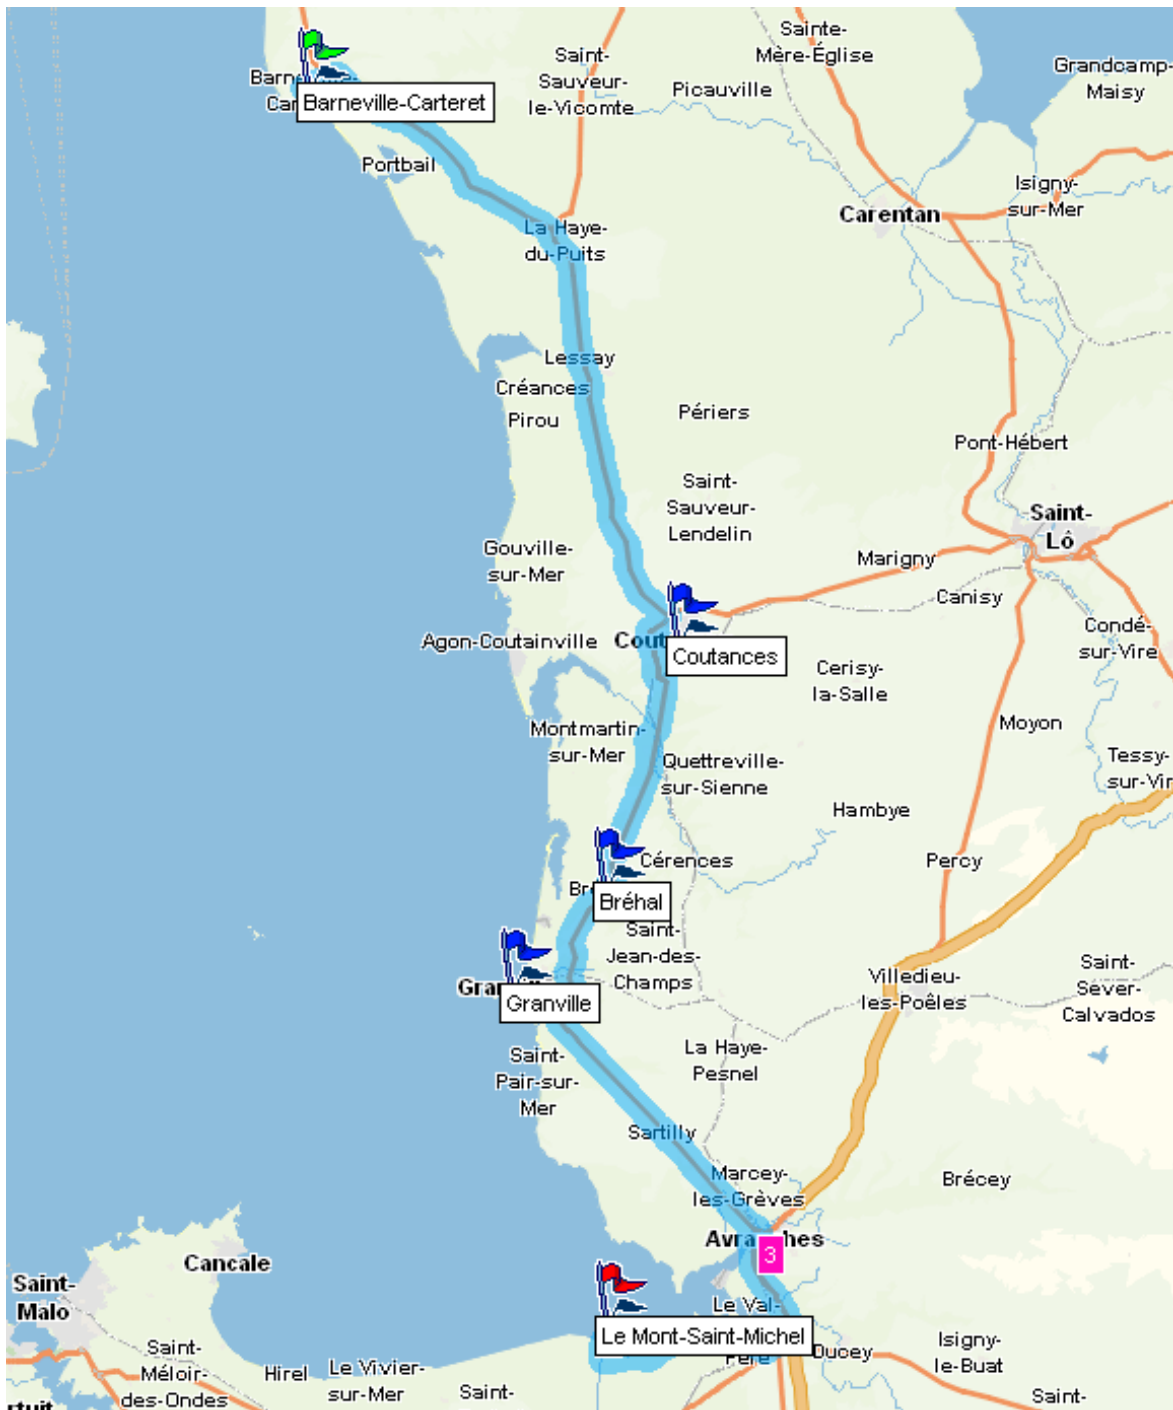 Sainte-
Mère-Église
Saint-
Sauveur-
le-Vicomte
Grandcamp-
Maisy
Picauville
Barneville-Carteret
Portbail
Isigny-
sur-Mer
Carentan
La Haye-
du-Puits
Lessay
Créances
Pirou
Périers
Pont-Hébert
Saint-
Sauveur-
Lendelin
Saint-
Lô
Gouville-
sur-Mer
Marigny
Canisy
Condé-
sur-Vire
Agon-Coutainville
Coutances
Cerisy-
la-Salle
Montmartin-
sur-Mer
Moyon
Quettreville-
sur-Sienne
Tessy-
sur-Vir
Hambye
Cérences
Percy
Bréhal
Saint-
Jean-des-
Champs
Villedieu-
les-Poêles
Saint-
Sever-
Calvados
Granville
Saint-
Pair-sur-
Mer
La Haye-
Pesnel
Sartilly
Marcey-
les-Grèves
Brécey
Avranches
3
Cancale
Saint-
Malo
Le Val-
Le Mont-Saint-Michel
Ducey
Isigny-
le-Buat
Saint-
Méloir-
des-Ondes
Hirel
Le Vivier-
sur-Mer
Saint-
Saint-